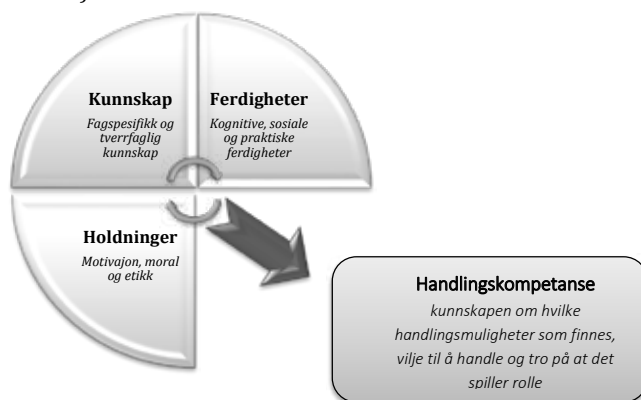 Kunnskap
Fagspesifikk og
tverrfaglig
kunnskap
Ferdigheter
Kognitive, sosiale
og praktiske
ferdigheter
Holdninger
Motivajon, moral
og etikk
Handlingskompetanse
kunnskapen om hvilke
handlingsmuligheter som finnes,
vilje til å handle og tro på at det
spiller rolle